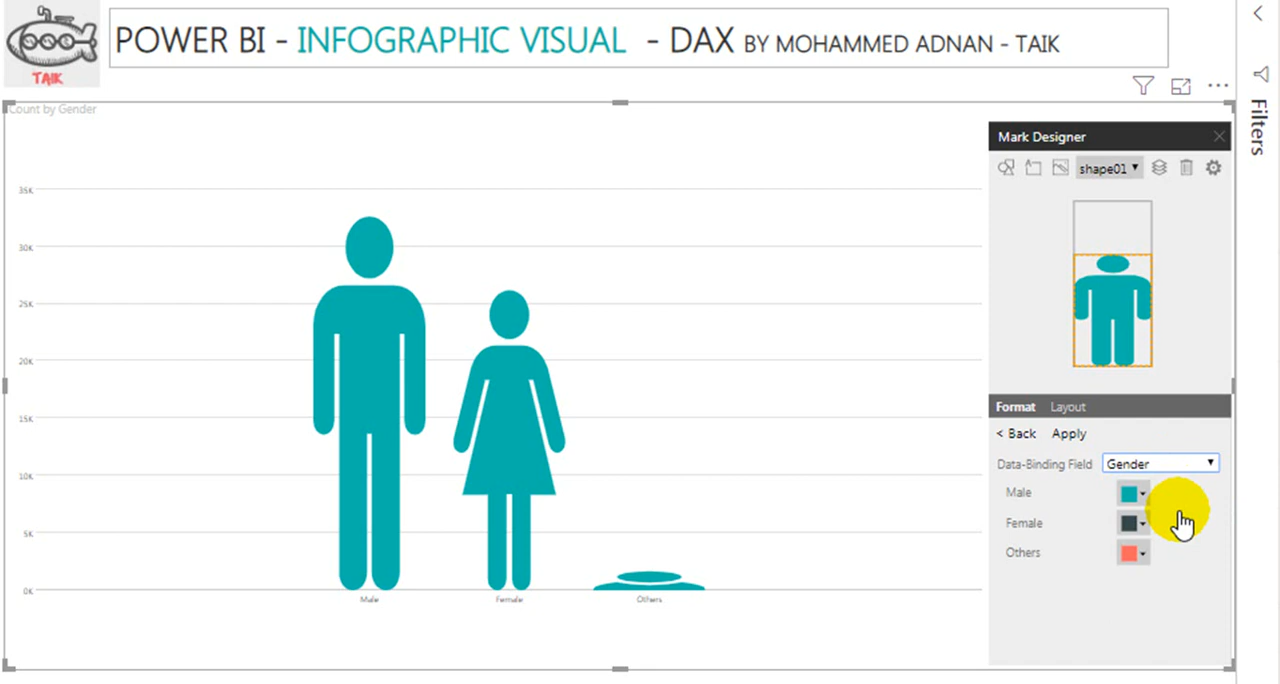 POWER BI - INFOGRAPHIC VISUAL - DAX BY MOHAMMED ADNAN - TAIK
TAIK
Filters
Count by Gender
Mark Designer
shape01
35K
30K
25K
20K
15K
10K
5K
0K
Male
Female
Others
Format Layout
< Back Apply
Data-Binding Field Gender
Male
Female
Others